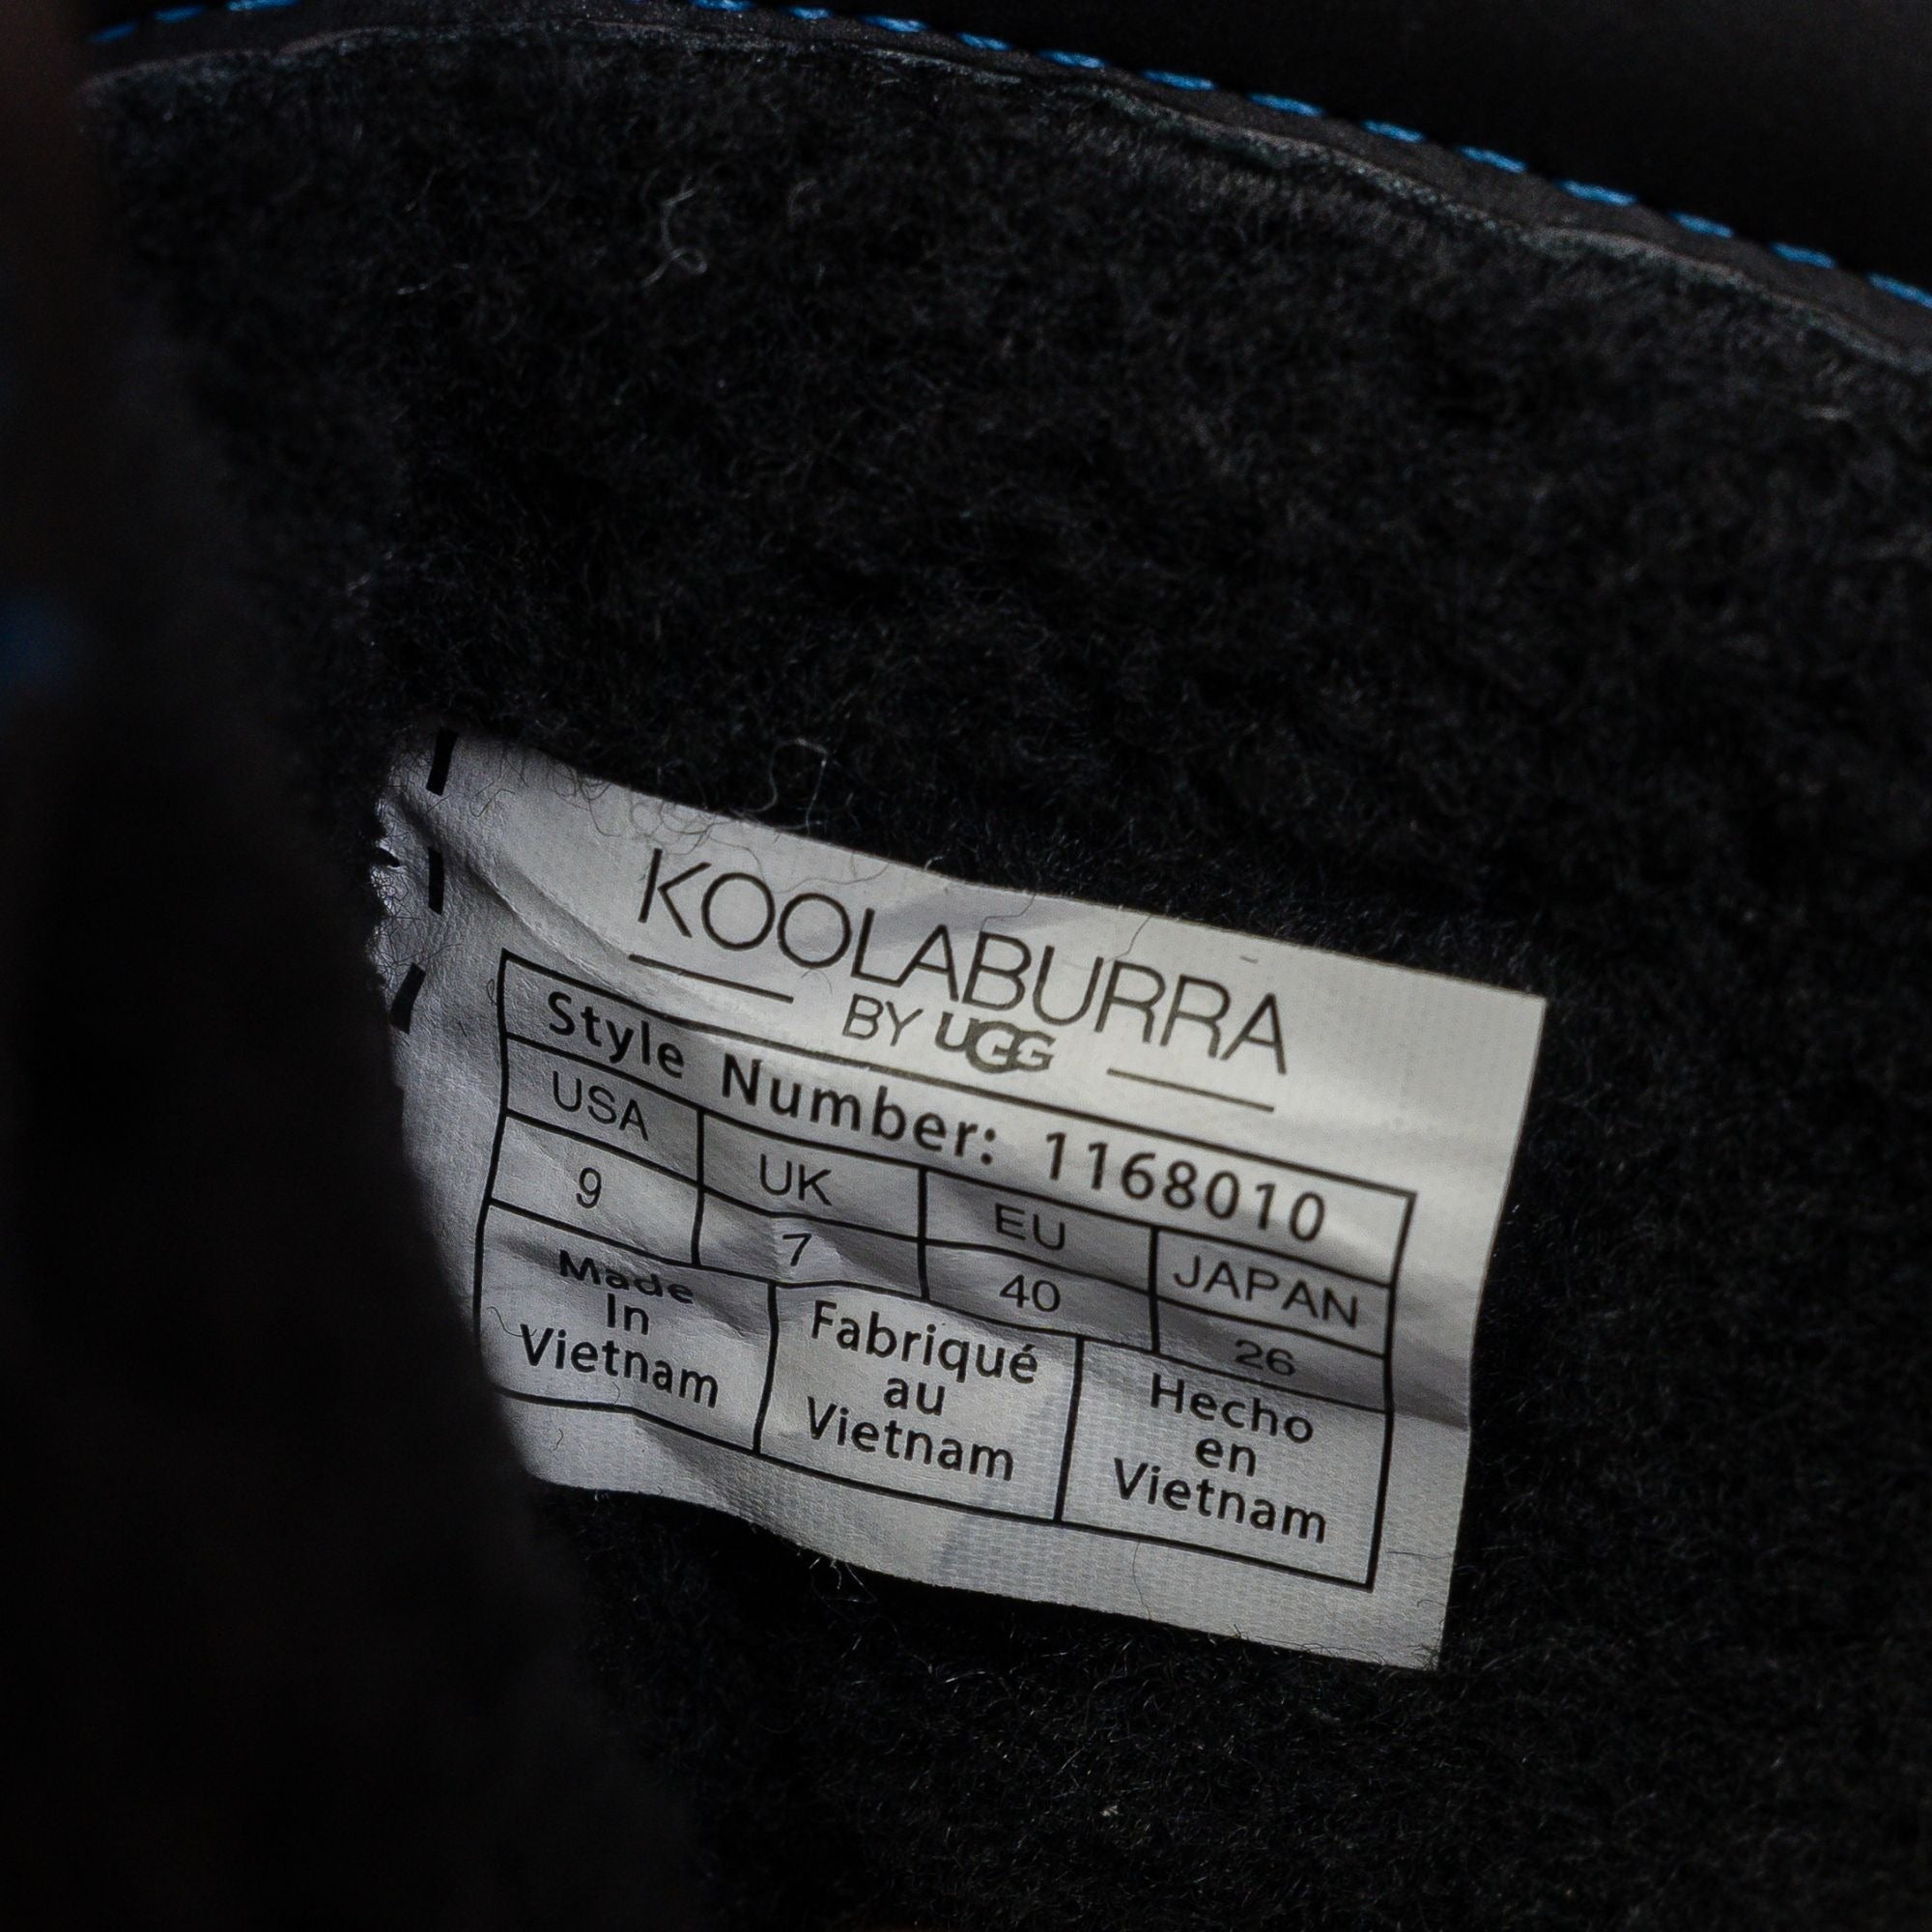 KOOLABURRA
BY UGG
Style Number: 1168010
USA UK EU JAPAN
9 7 40 26
Made
In
Vietnam
Fabriqué
au
Vietnam
Hecho
en
Vietnam